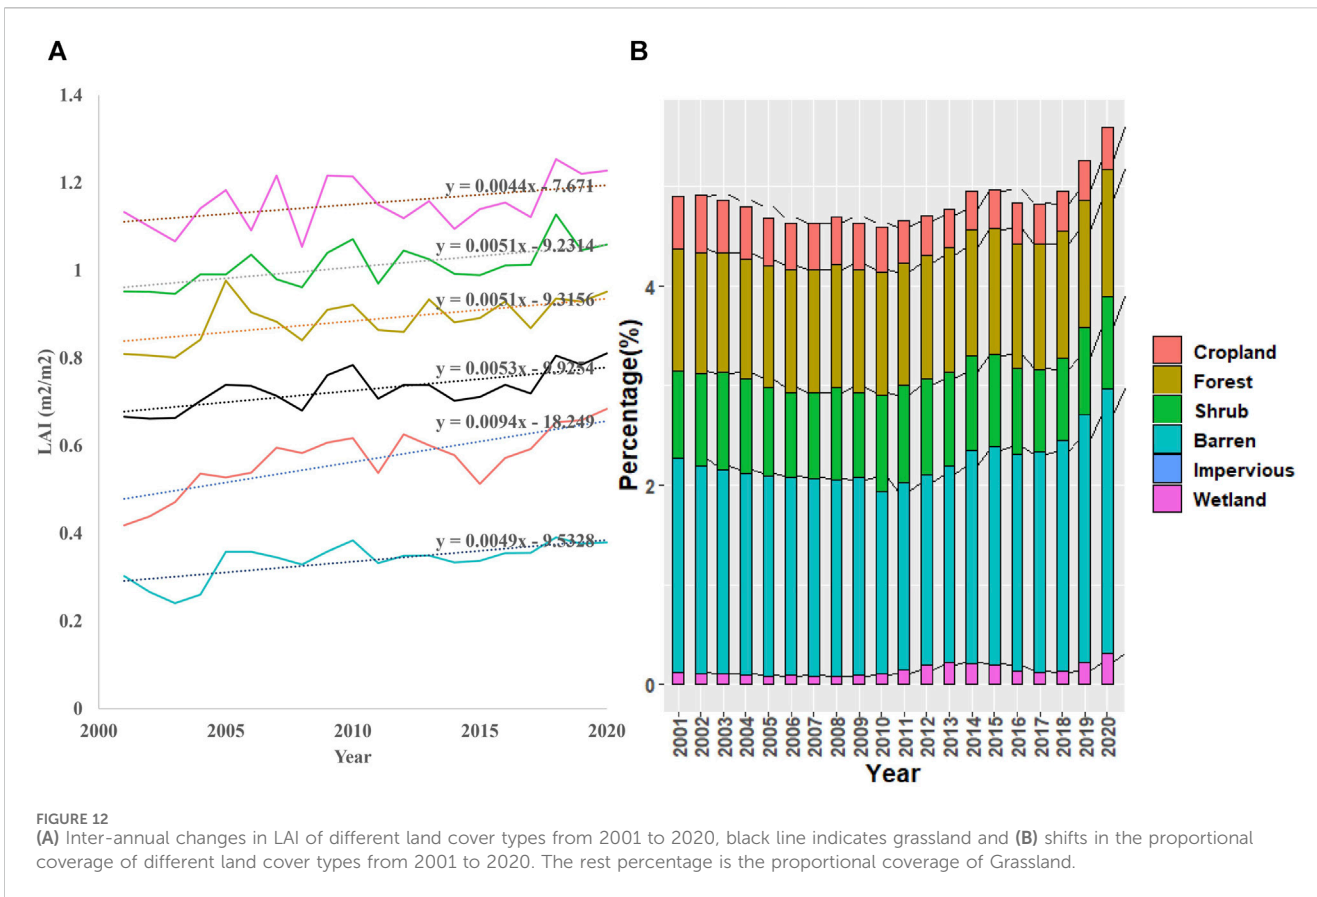 A
B
1.4
1.2
1
0.8
0.6
0.4
0.2
0
LAI (m2/m2)
y = 0.0044x - 7.671
y = 0.0051x - 9.2314
y = 0.0051x - 9.3156
y = 0.0053x - 9.9254
y = 0.0094x - 18.249
y = 0.0049x - 9.5328
2000
2005
2010
2015
2020
Year
Percentage(%)
4
2
0
2001
2002
2003
2004
2005
2006
2007
2008
2009
2010
2011
2012
2013
2014
2015
2016
2017
2018
2019
2020
Year
Cropland
Forest
Shrub
Barren
Impervious
Wetland
FIGURE 12
(A) Inter-annual changes in LAI of different land cover types from 2001 to 2020, black line indicates grassland and (B) shifts in the proportional
coverage of different land cover types from 2001 to 2020. The rest percentage is the proportional coverage of Grassland.